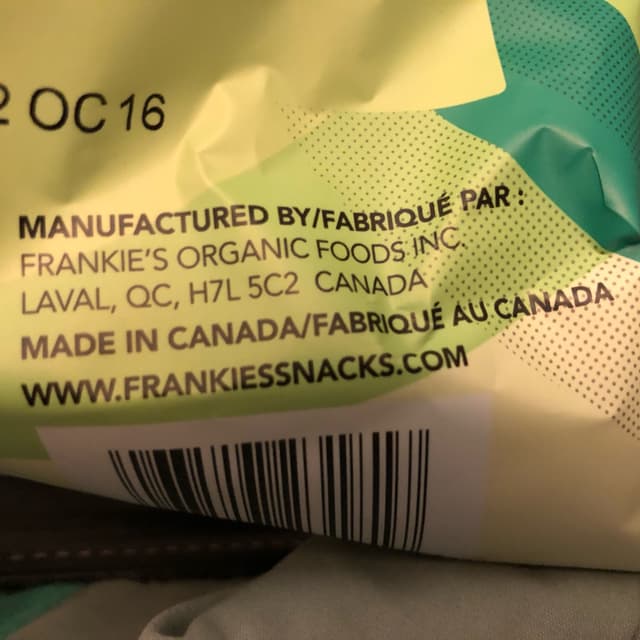 2 OC 16
MANUFACTURED BY/FABRIQUÉ PAR :
FRANKIE'S ORGANIC FOODS INC.
LAVAL, QC, H7L 5C2 CANADA
MADE IN CANADA/FABRIQUÉ AU CANADA
WWW.FRANKIESSNACKS.COM